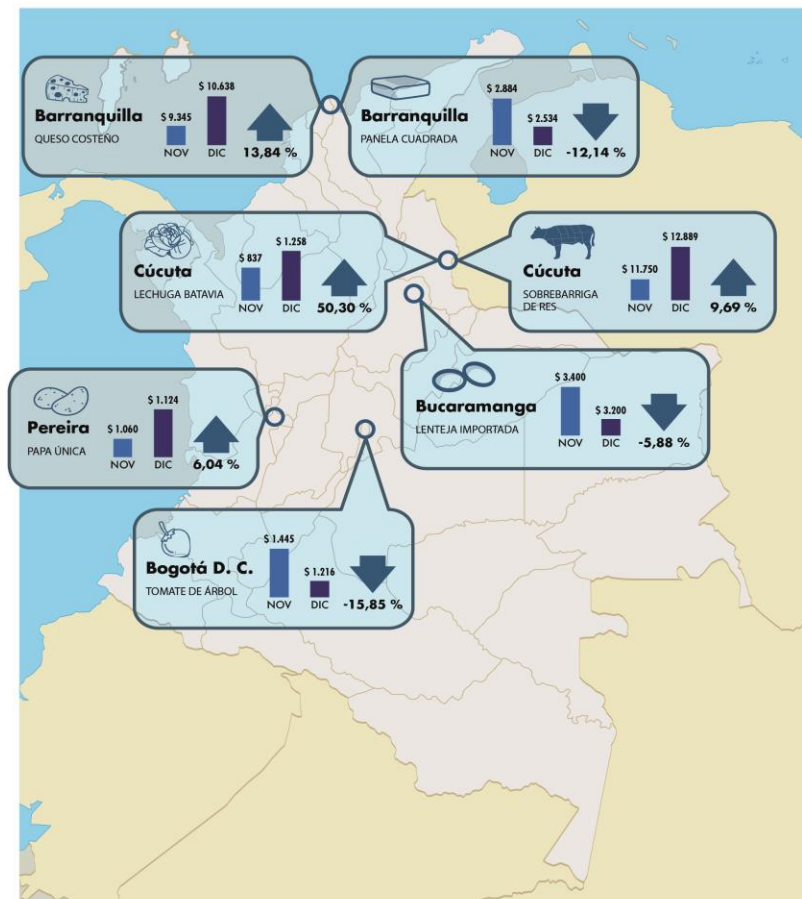 $ 10.638
$ 9.345
Barranquilla
QUESO COSTEÑO
NOV
DIC
13,84 %
$ 2.884
$ 2.534
Barranquilla
PANELA CUADRADA
NOV
DIC
-12,14 %
$ 1.258
$ 837
Cúcuta
LECHUGA BATAVIA
NOV
DIC
50,30 %
$ 12.889
$ 11.750
Cúcuta
SOBREBARRIGA
DE RES
NOV
DIC
9,69 %
$ 1.124
$ 1.060
Pereira
PAPA ÚNICA
NOV
DIC
6,04 %
$ 3.400
$ 3.200
Bucaramanga
LENTEJA IMPORTADA
NOV
DIC
-5,88 %
$ 1.445
$ 1.216
Bogotá D. C.
TOMATE DE ÁRBOL
NOV
DIC
-15,85 %